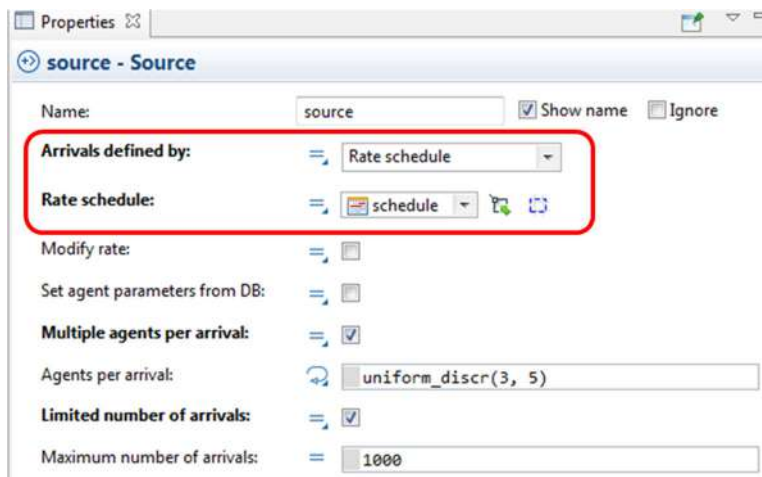 Properties
source - Source
Name: source Show name Ignore
Arrivals defined by: Rate schedule
Rate schedule: schedule
Modify rate:
Set agent parameters from DB:
Multiple agents per arrival:
Agents per arrival: uniform_discr(3, 5)
Limited number of arrivals:
Maximum number of arrivals: 1000